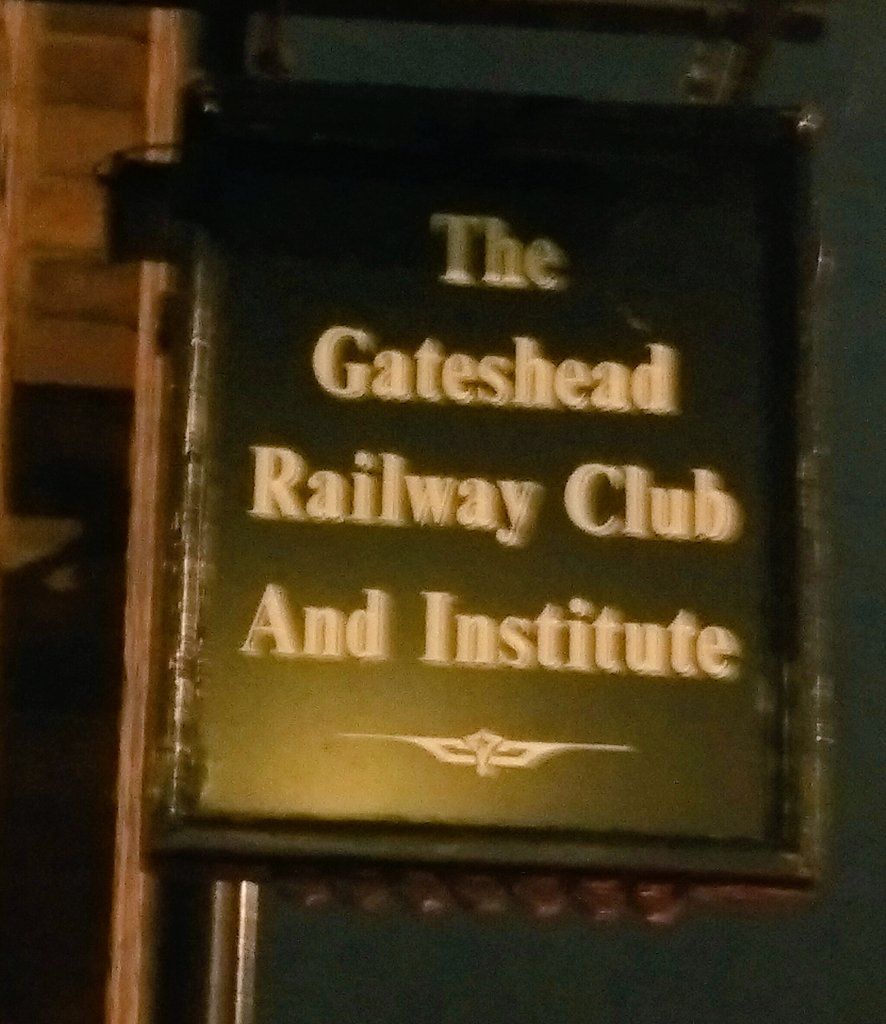 The
Gateshead
Railway Club
And Institute